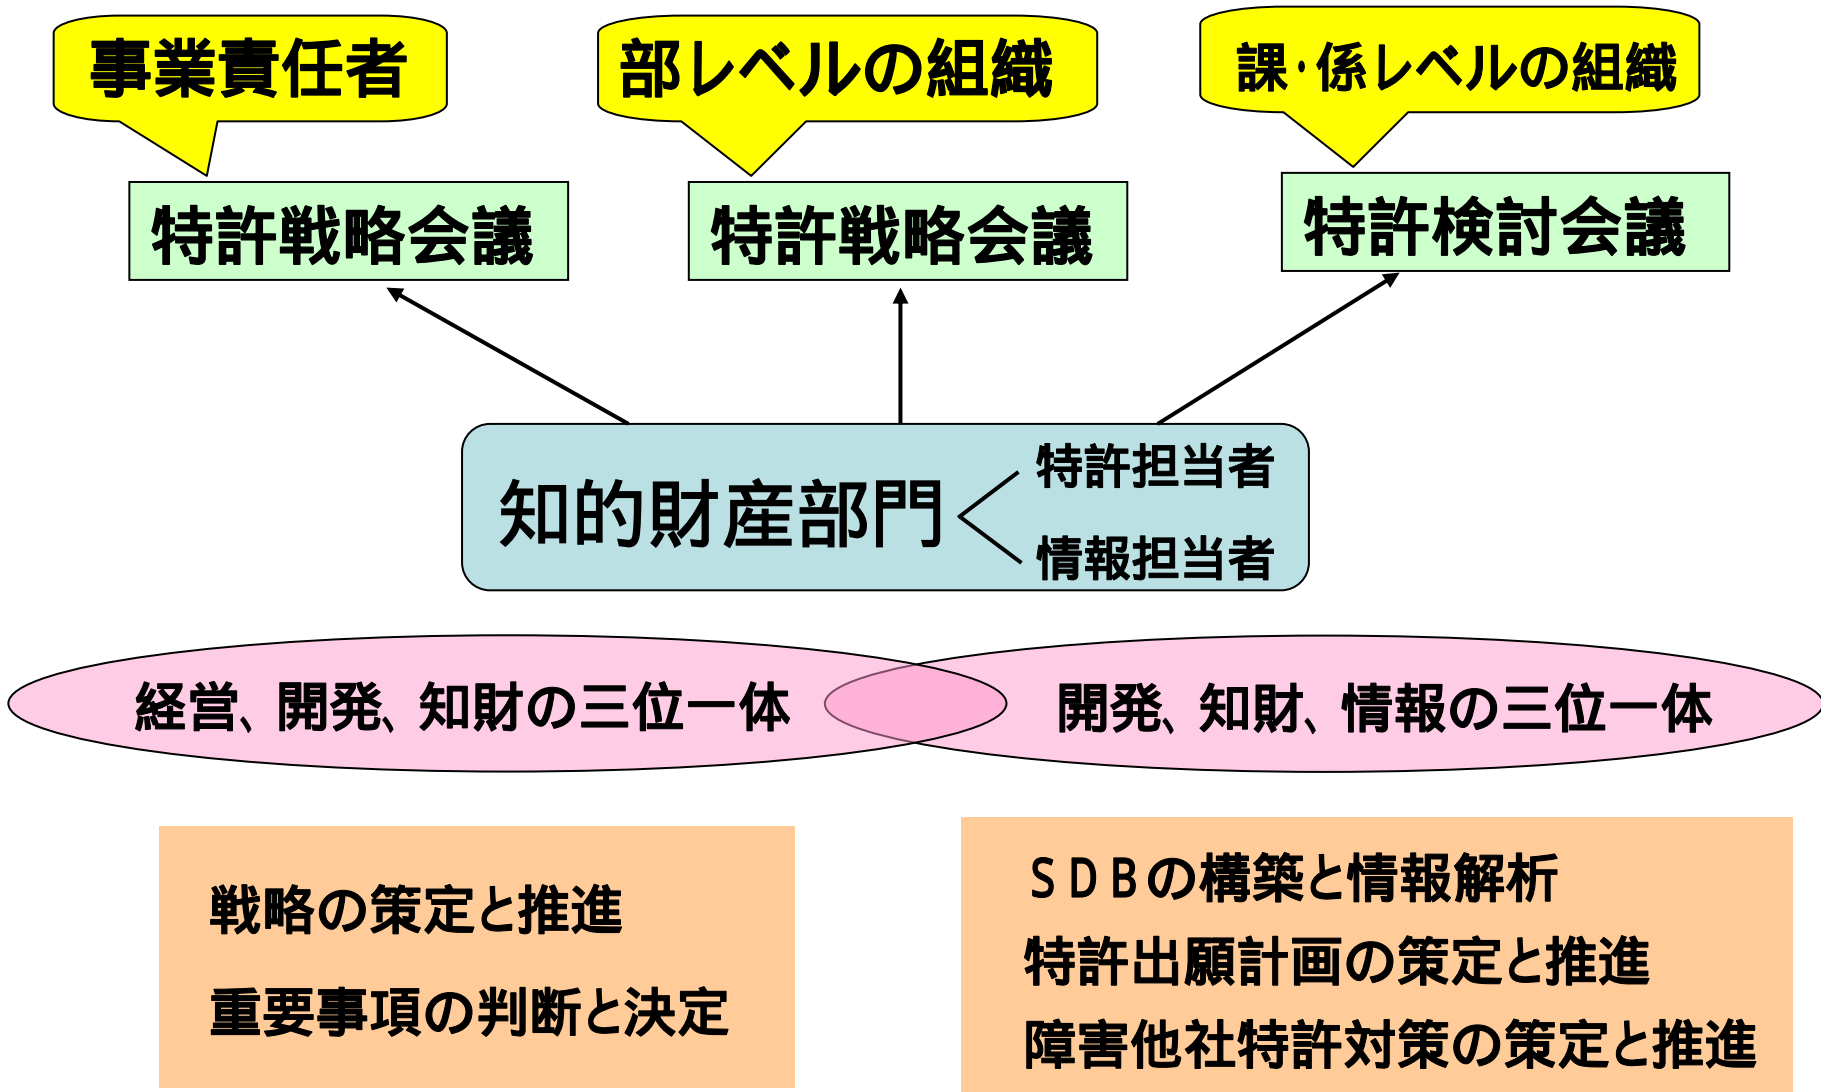 事業責任者
部レベルの組織
課・係レベルの組織
特許戦略会議
特許戦略会議
特許検討会議
知的財産部門
特許担当者
情報担当者
経営、開発、知財の三位一体
開発、知財、情報の三位一体
戦略の策定と推進
重要事項の判断と決定
SDBの構築と情報解析
特許出願計画の策定と推進
障害他社特許対策の策定と推進